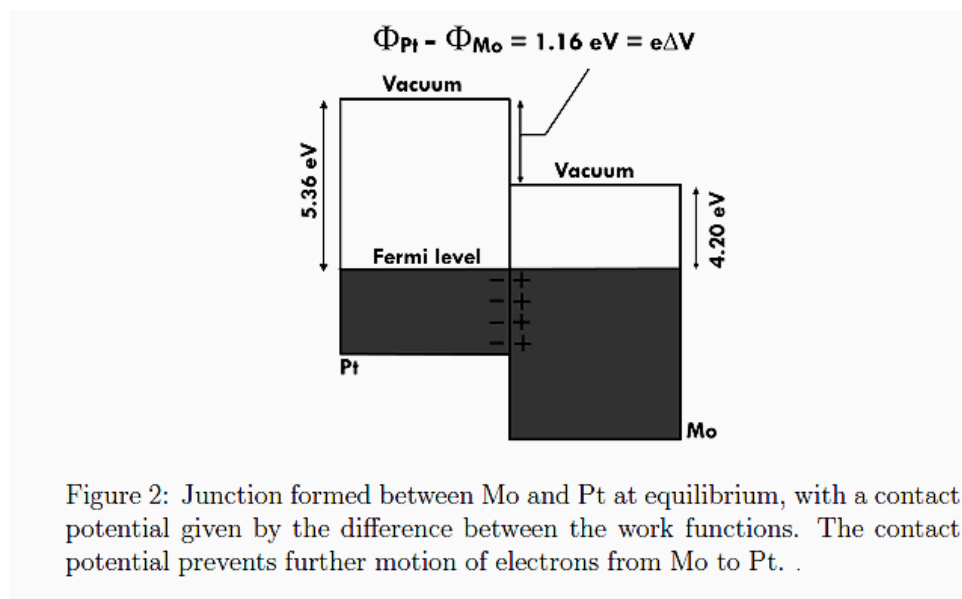 ΦPt - ΦMo = 1.16 eV = eΔV
Vacuum
5.36 eV
Vacuum
4.20 eV
Fermi level
− +
− +
− +
− +
Pt
Mo
Figure 2: Junction formed between Mo and Pt at equilibrium, with a contact
potential given by the difference between the work functions. The contact
potential prevents further motion of electrons from Mo to Pt. .